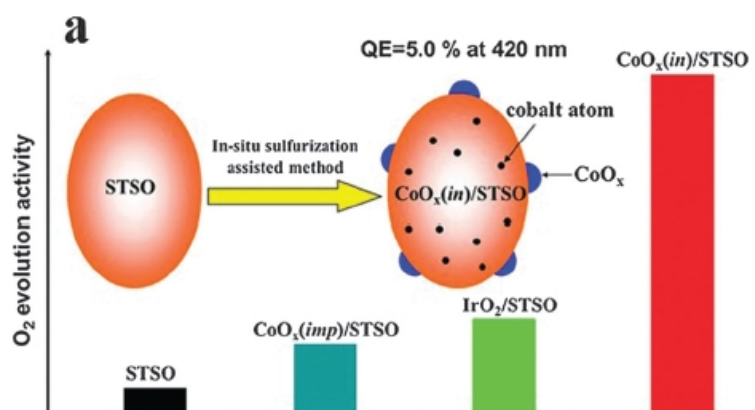 a
QE=5.0 % at 420 nm
CoOₓ(in)/STSO
cobalt atom
In-situ sulfurization
assisted method
STSO
CoOₓ(in)/STSO
CoOₓ
O₂ evolution activity
IrO₂/STSO
CoOₓ(imp)/STSO
STSO